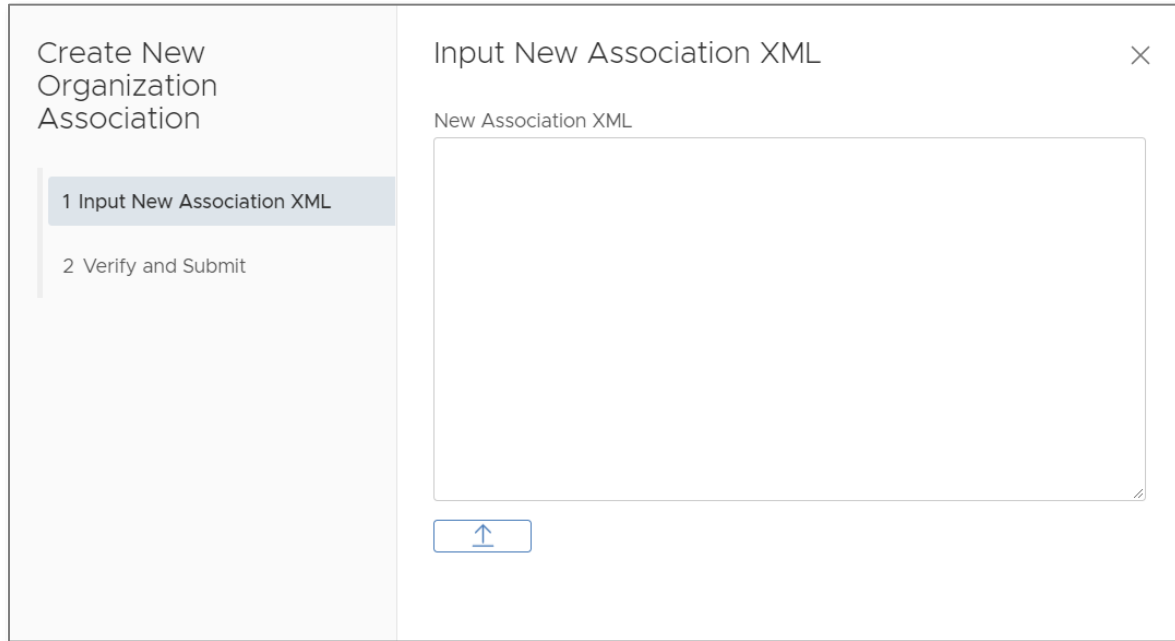 Create New
Organization
Association
1 Input New Association XML
2 Verify and Submit
Input New Association XML
New Association XML